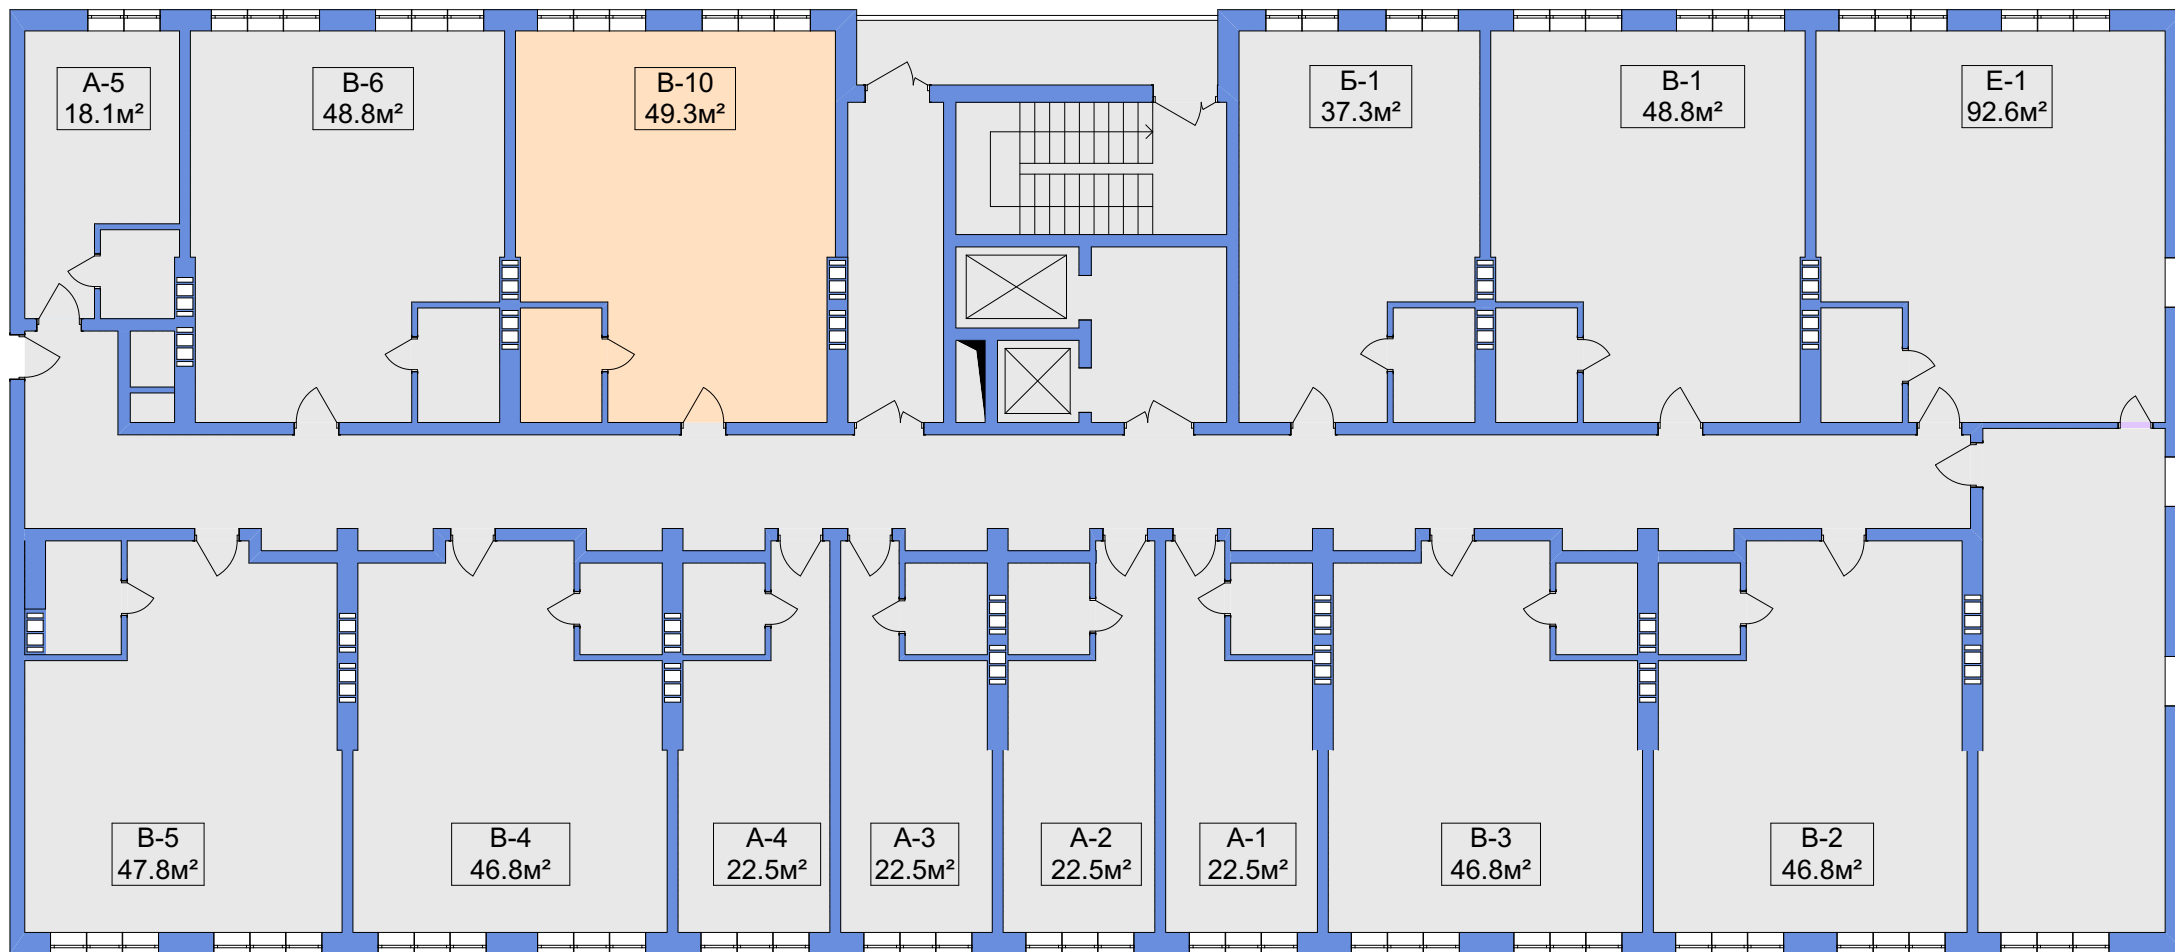 А-5
18.1м²
В-6
48.8м²
В-10
49.3м²
Б-1
37.3м²
В-1
48.8м²
Е-1
92.6м²
В-5
47.8м²
В-4
46.8м²
А-4
22.5м²
А-3
22.5м²
А-2
22.5м²
А-1
22.5м²
В-3
46.8м²
В-2
46.8м²